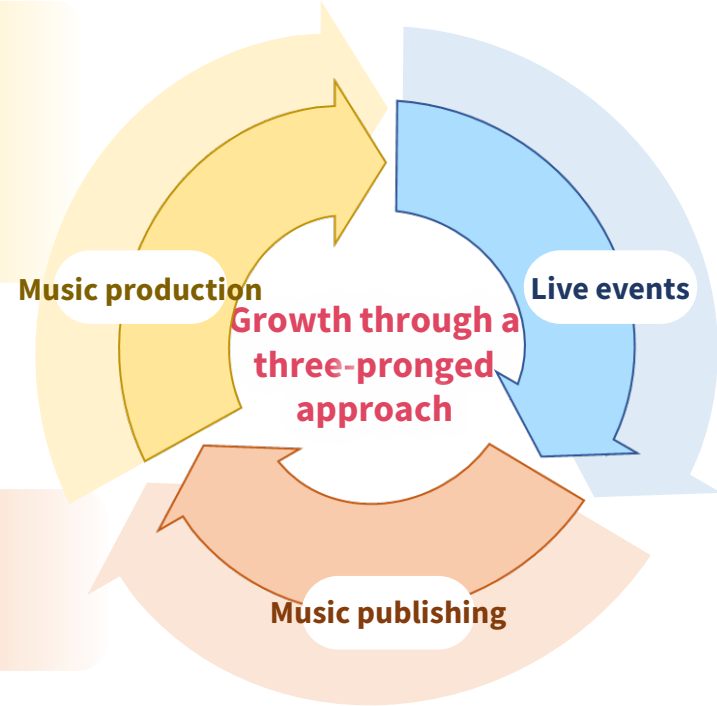 Music production
Live events
Growth through a
three-pronged
approach
Music publishing